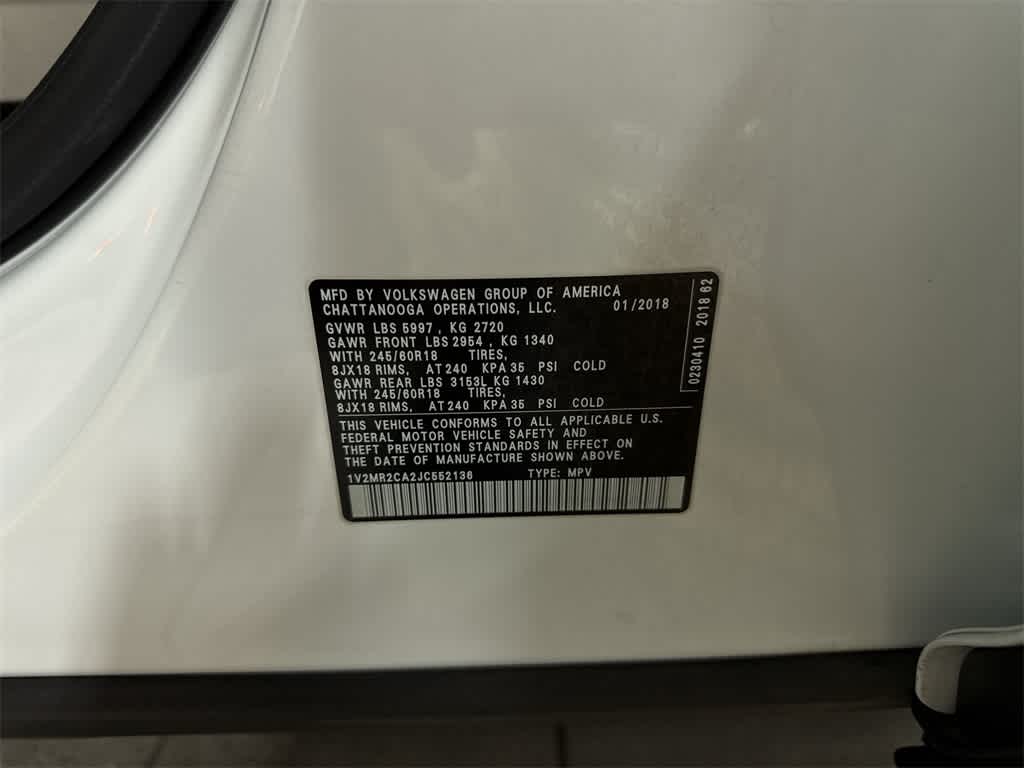 MFD BY VOLKSWAGEN GROUP OF AMERICA
CHATTANOOGA OPERATIONS, LLC. 01/2018
GVWR LBS 5997 , KG 2720
GAWR FRONT LBS 2954 , KG 1340
WITH 245/60R18 TIRES,
8JX18 RIMS, AT 240 KPA 35 PSI COLD
GAWR REAR LBS 3153L KG 1430
WITH 245/60R18 TIRES,
8JX18 RIMS, AT 240 KPA 35 PSI COLD
THIS VEHICLE CONFORMS TO ALL APPLICABLE U.S.
FEDERAL MOTOR VEHICLE SAFETY AND
THEFT PREVENTION STANDARDS IN EFFECT ON
THE DATE OF MANUFACTURE SHOWN ABOVE.
1V2MR2CA2JC552136 TYPE: MPV
0230410 2018 62